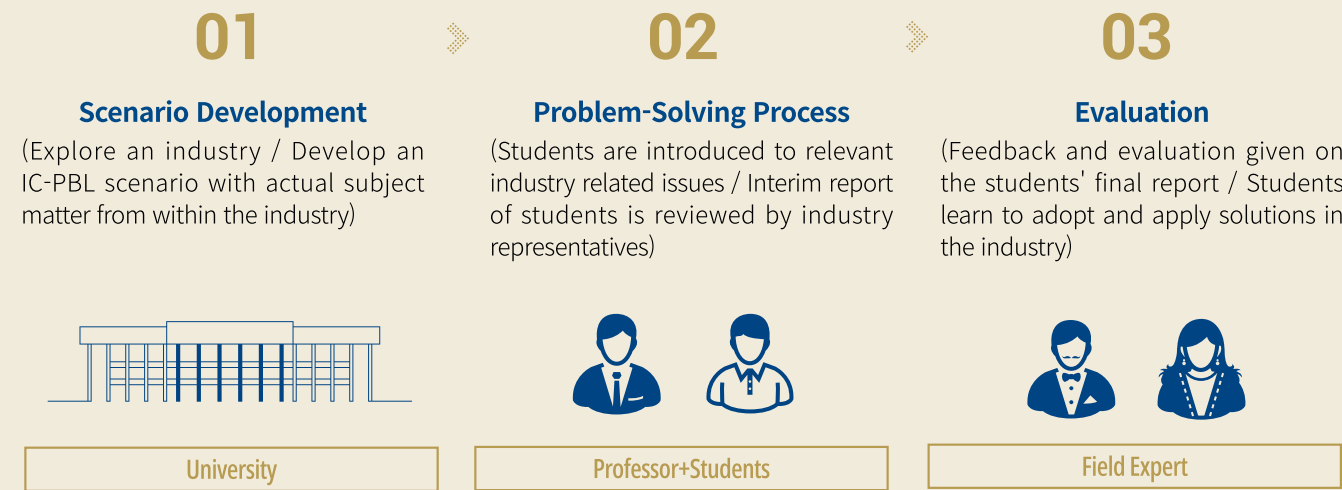 01
Scenario Development
(Explore an industry / Develop an
IC-PBL scenario with actual subject
matter from within the industry)
University
02
Problem-Solving Process
(Students are introduced to relevant
industry related issues / Interim report
of students is reviewed by industry
representatives)
Professor+Students
03
Evaluation
(Feedback and evaluation given on
the students' final report / Students
learn to adopt and apply solutions in
the industry)
Field Expert